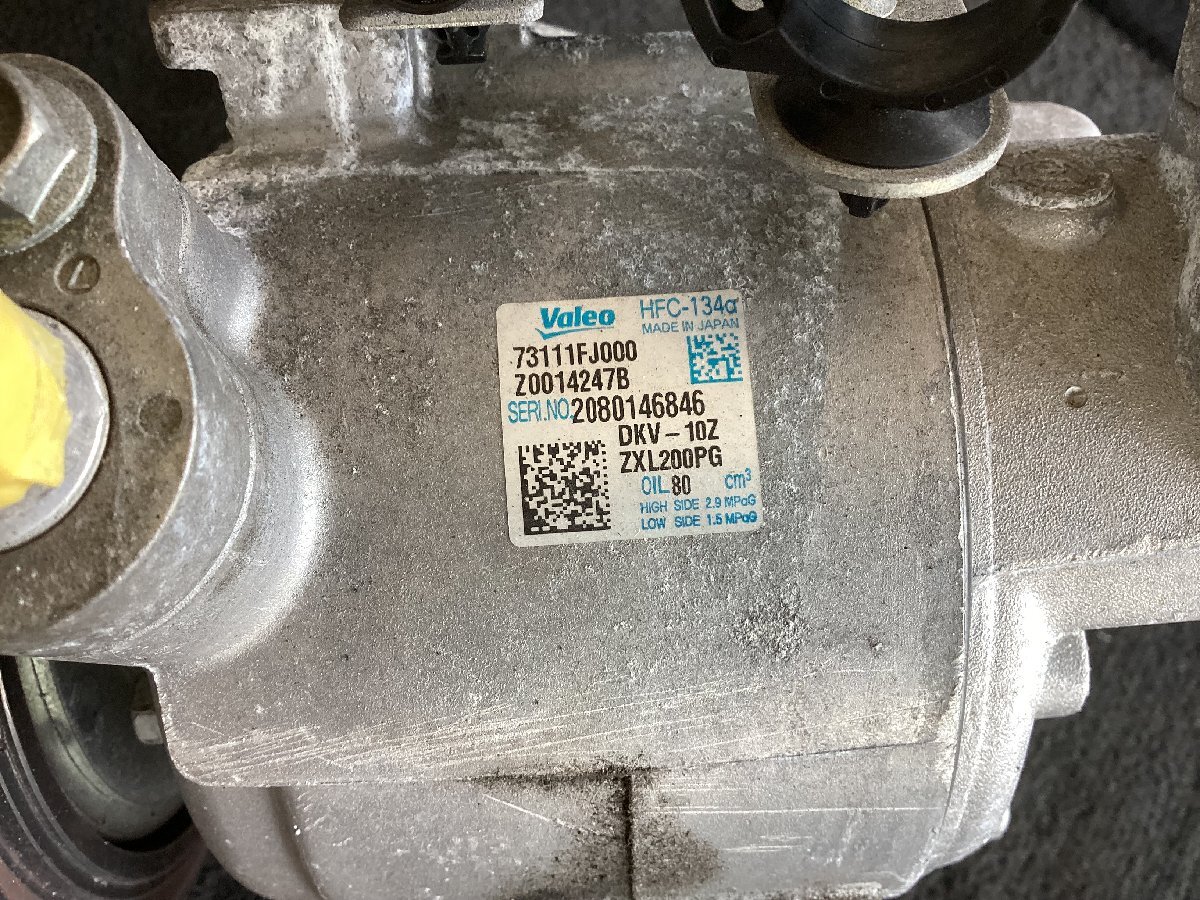 Valeo
HFC-134a
MADE IN JAPAN
73111FJ000
Z0014247B
SERI.NO.2080146846
DKV-10Z
ZXL200PG
OIL 80 cm³
HIGH SIDE 2.9 MPaG
LOW SIDE 1.5 MPaG